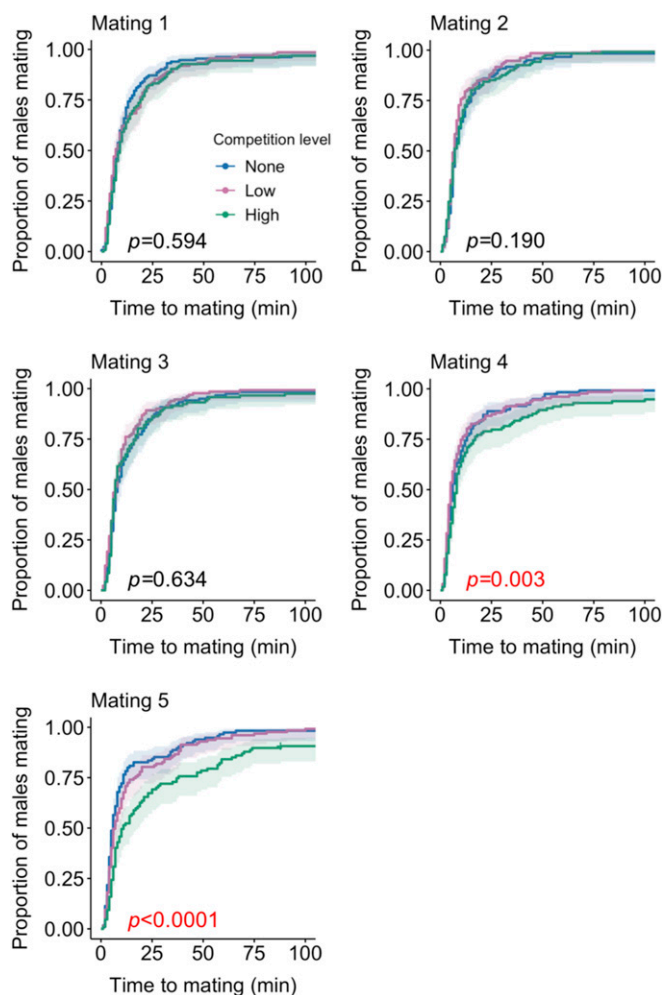 Mating 1
Proportion of males mating
1.00
0.75
0.50
0.25
0.00
Competition level
None
Low
High
p=0.594
0 25 50 75 100
Time to mating (min)
Mating 2
Proportion of males mating
1.00
0.75
0.50
0.25
0.00
p=0.190
0 25 50 75 100
Time to mating (min)
Mating 3
Proportion of males mating
1.00
0.75
0.50
0.25
0.00
p=0.634
0 25 50 75 100
Time to mating (min)
Mating 4
Proportion of males mating
1.00
0.75
0.50
0.25
0.00
p=0.003
0 25 50 75 100
Time to mating (min)
Mating 5
Proportion of males mating
1.00
0.75
0.50
0.25
0.00
p<0.0001
0 25 50 75 100
Time to mating (min)